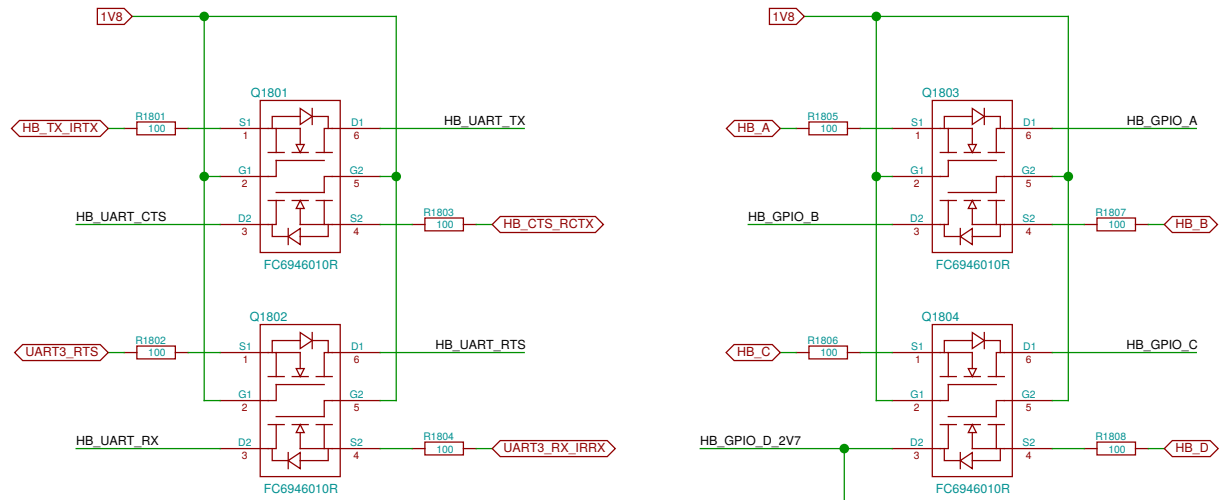 1V8
1V8
Q1801
Q1803
HB_TX_IRTX
R1801
100
S1
1
D1
6
HB_UART_TX
HB_A
R1805
100
S1
1
D1
6
HB_GPIO_A
G1
2
G2
5
G1
2
G2
5
HB_UART_CTS
D2
3
S2
4
R1803
100
HB_CTS_RCTX
HB_GPIO_B
D2
3
S2
4
R1807
100
HB_B
FC6946010R
FC6946010R
Q1802
Q1804
UART3_RTS
R1802
100
S1
1
D1
6
HB_UART_RTS
HB_C
R1806
100
S1
1
D1
6
HB_GPIO_C
G1
2
G2
5
G1
2
G2
5
HB_UART_RX
D2
3
S2
4
R1804
100
UART3_RX_IRRX
HB_GPIO_D_2V7
D2
3
S2
4
R1808
100
HB_D
FC6946010R
FC6946010R